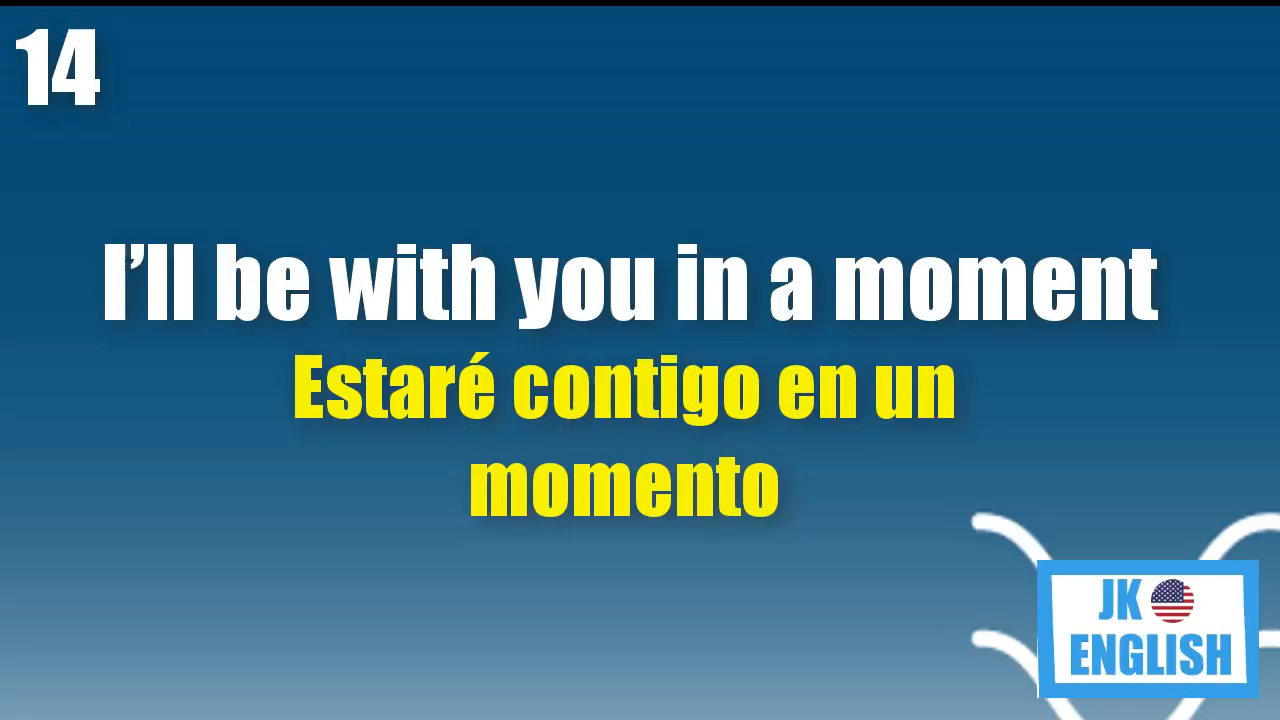 14
I’ll be with you in a moment
Estaré contigo en un
momento
JK
ENGLISH